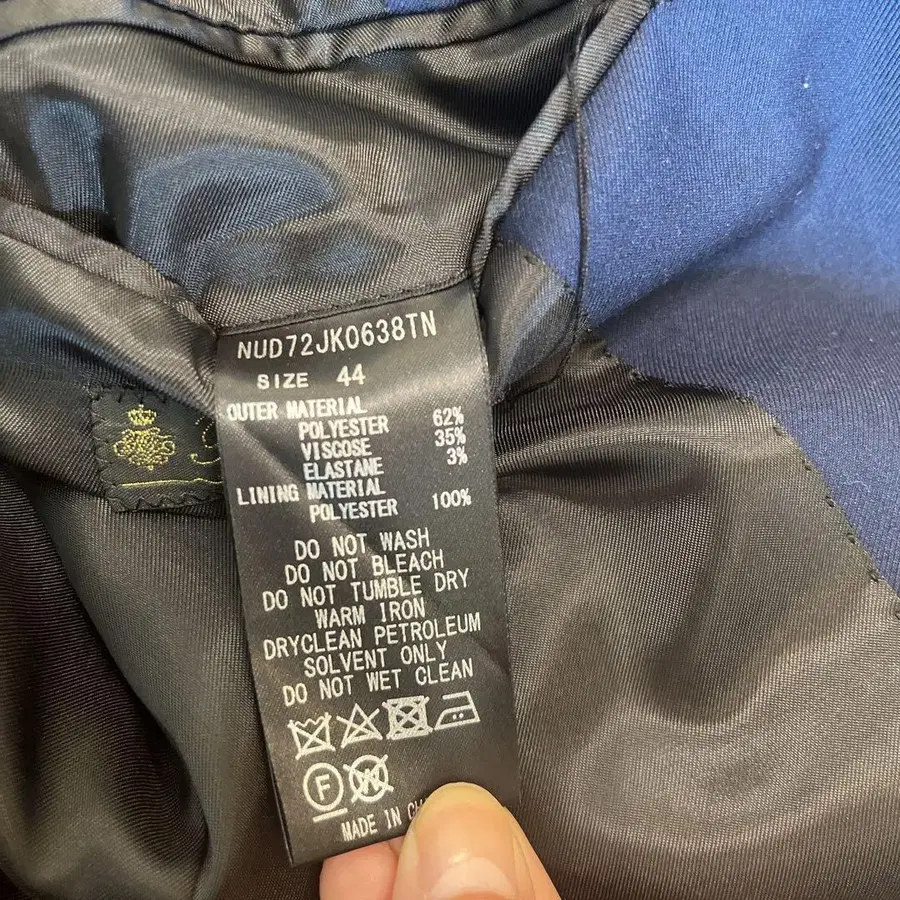 NUD72JK0638TN
SIZE 44
OUTER MATERIAL
POLYESTER 62%
VISCOSE 35%
ELASTANE 3%
LINING MATERIAL
POLYESTER 100%
DO NOT WASH
DO NOT BLEACH
DO NOT TUMBLE DRY
WARM IRON
DRYCLEAN PETROLEUM
SOLVENT ONLY
DO NOT WET CLEAN
F W
MADE IN